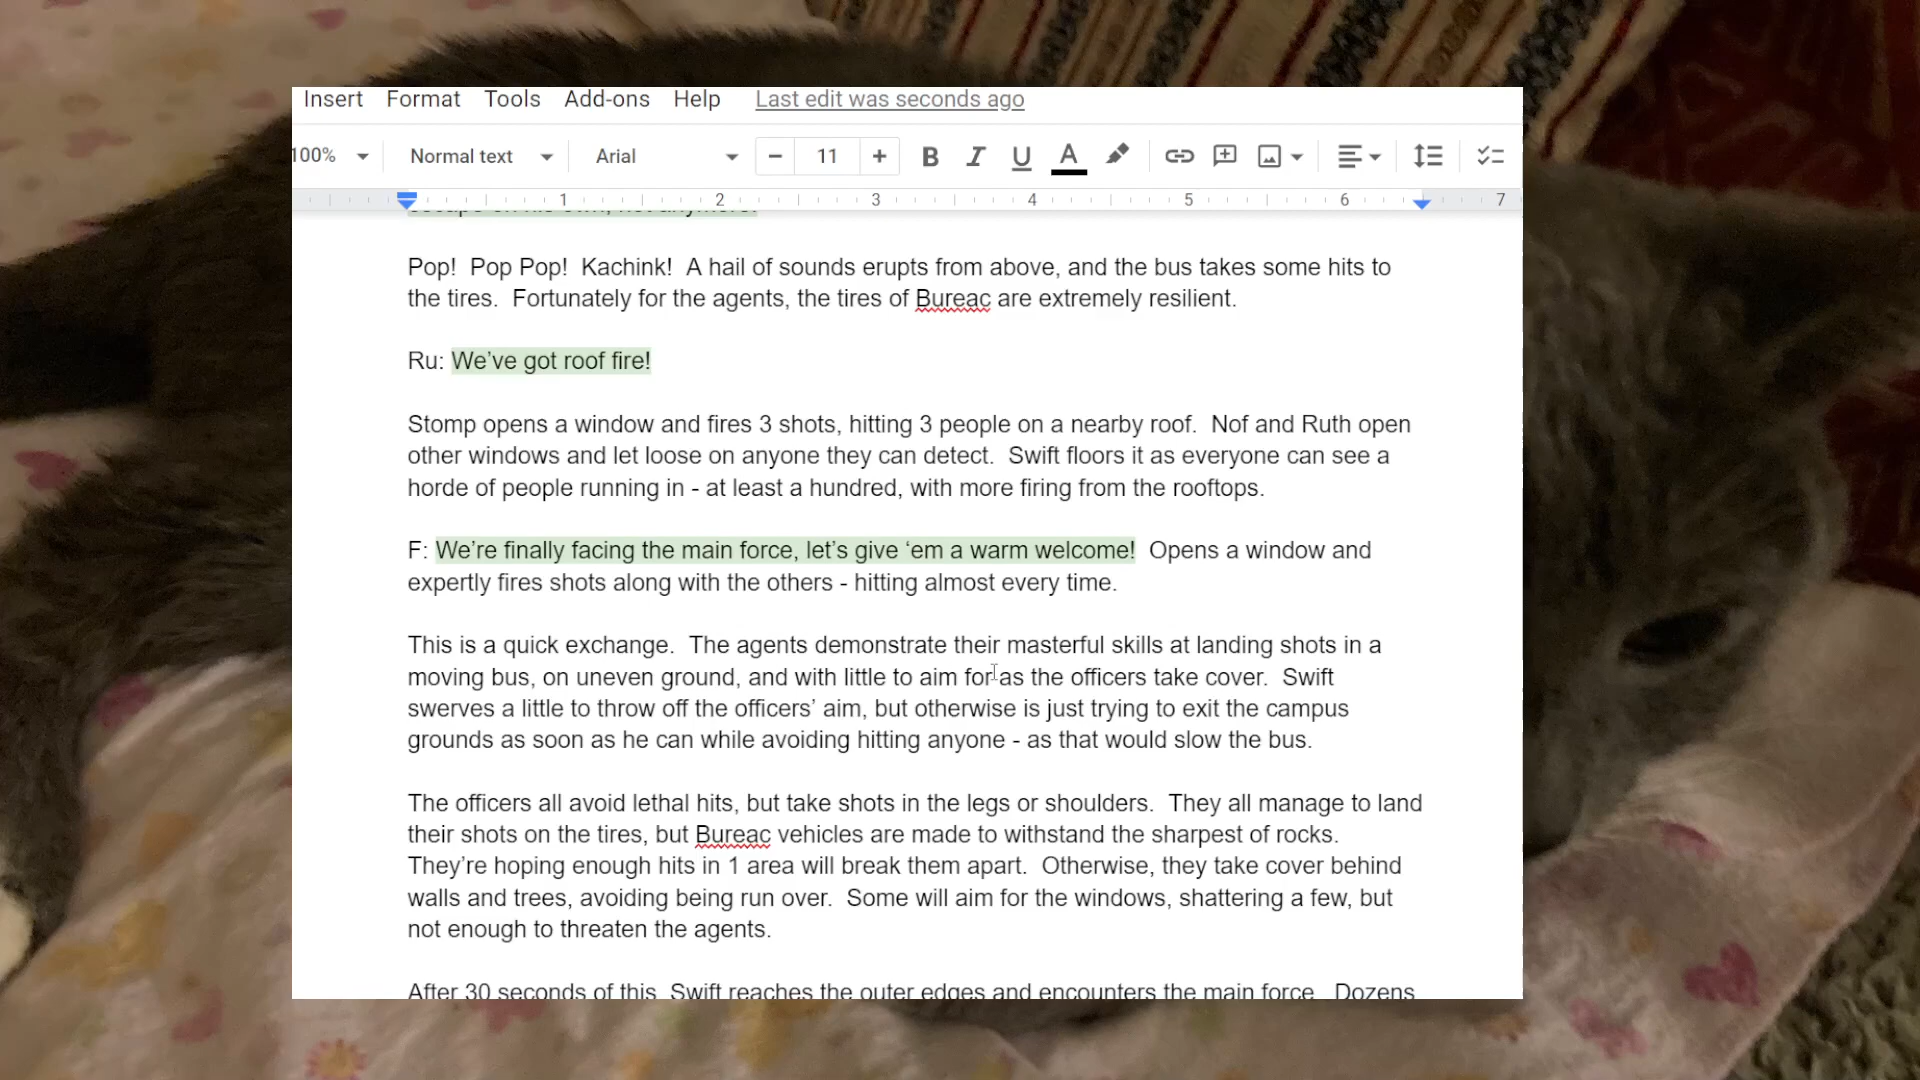 Insert Format Tools Add-ons Help Last edit was seconds ago
100% Normal text Arial 11 B I U A
1 2 3 4 5 6 7
escape on his own, not anymore.
Pop!  Pop Pop!  Kachink!  A hail of sounds erupts from above, and the bus takes some hits to
the tires.  Fortunately for the agents, the tires of Bureac are extremely resilient.
Ru: We’ve got roof fire!
Stomp opens a window and fires 3 shots, hitting 3 people on a nearby roof.  Nof and Ruth open
other windows and let loose on anyone they can detect.  Swift floors it as everyone can see a
horde of people running in - at least a hundred, with more firing from the rooftops.
F: We’re finally facing the main force, let’s give ‘em a warm welcome!  Opens a window and
expertly fires shots along with the others - hitting almost every time.
This is a quick exchange.  The agents demonstrate their masterful skills at landing shots in a
moving bus, on uneven ground, and with little to aim for as the officers take cover.  Swift
swerves a little to throw off the officers’ aim, but otherwise is just trying to exit the campus
grounds as soon as he can while avoiding hitting anyone - as that would slow the bus.
The officers all avoid lethal hits, but take shots in the legs or shoulders.  They all manage to land
their shots on the tires, but Bureac vehicles are made to withstand the sharpest of rocks.
They’re hoping enough hits in 1 area will break them apart.  Otherwise, they take cover behind
walls and trees, avoiding being run over.  Some will aim for the windows, shattering a few, but
not enough to threaten the agents.
After 30 seconds of this, Swift reaches the outer edges and encounters the main force.  Dozens